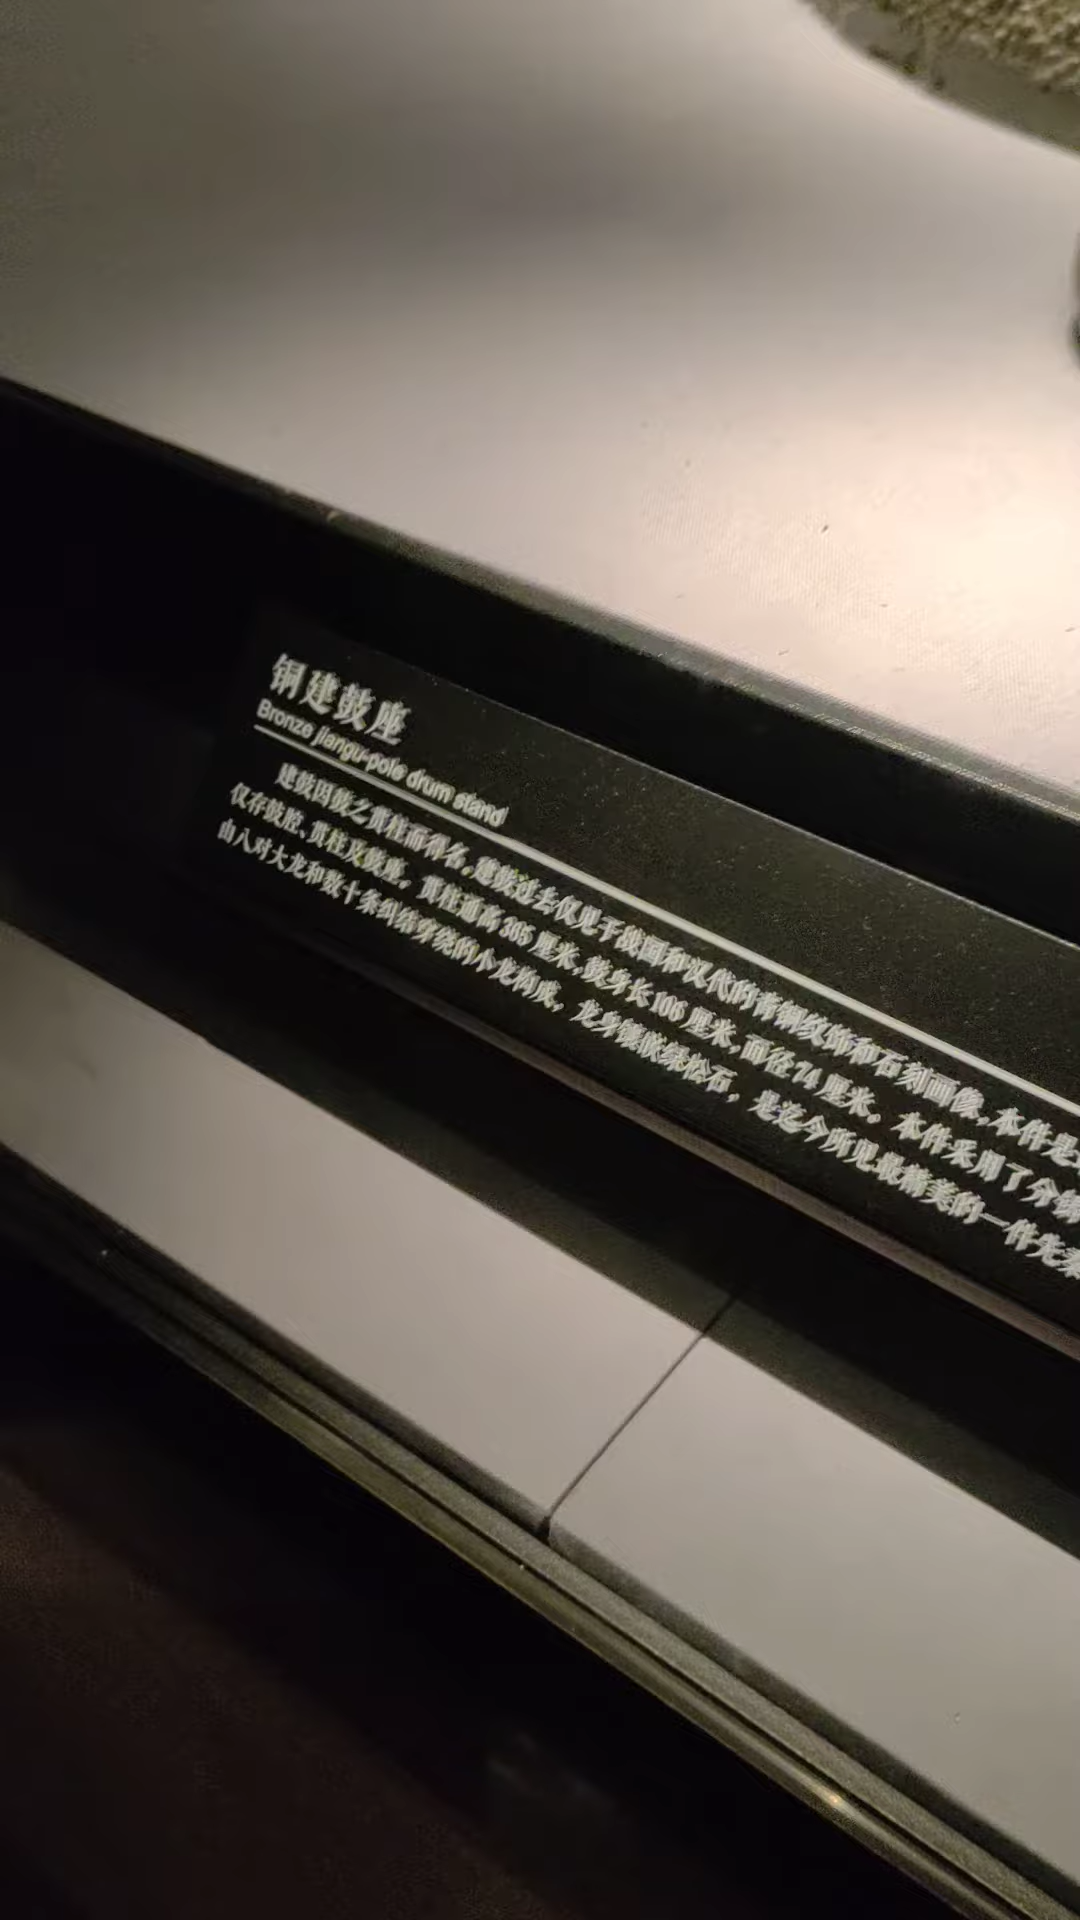 铜建鼓座
Bronze jiangu-pole drum stand
建鼓因鼓之贯柱而得名。建鼓过去仅见于战国和汉代的青铜纹饰和石刻画像,本件是
仅存鼓腔、贯柱及鼓座。贯柱通高365厘米,鼓身长106厘米,面径74厘米。本件采用了分铸
由八对大龙和数十条纠结穿绕的小龙构成。龙身镶嵌绿松石,是迄今所见最精美的一件先秦